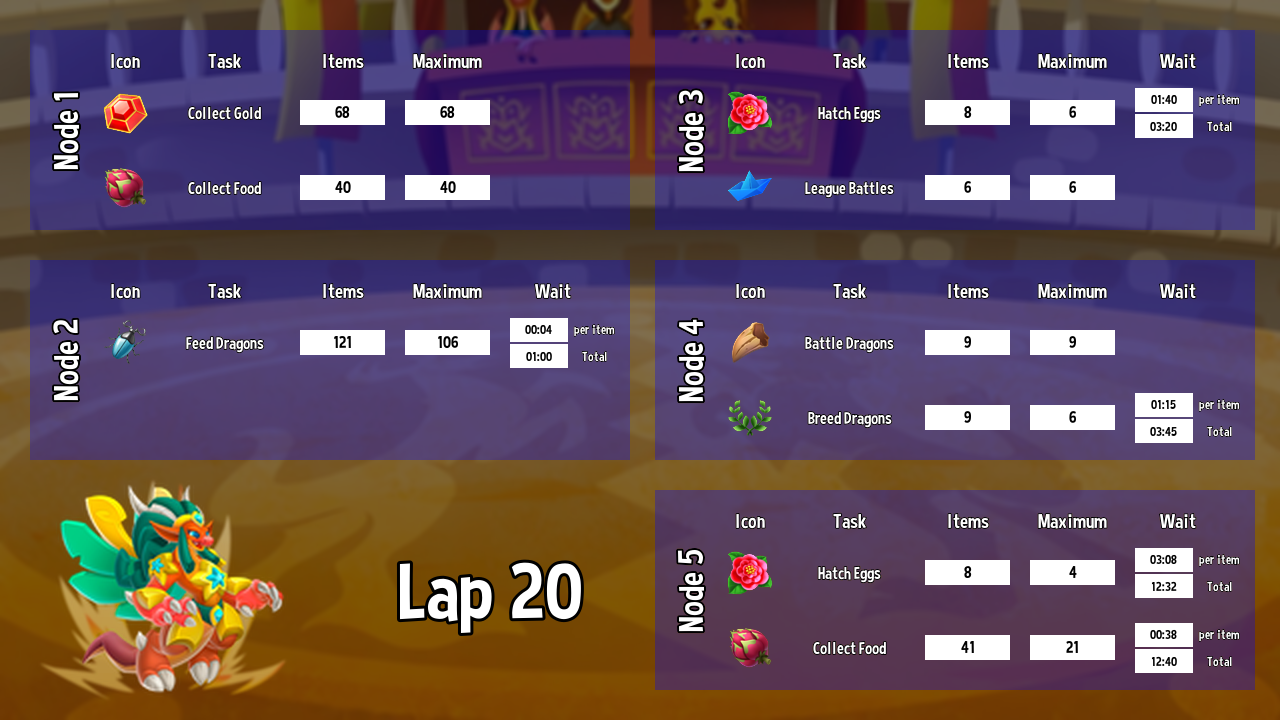 Node 1
Icon Task Items Maximum
Collect Gold 68 68
Collect Food 40 40
Node 2
Icon Task Items Maximum Wait
Feed Dragons 121 106 00:04 per item
01:00 Total
Node 3
Icon Task Items Maximum Wait
Hatch Eggs 8 6 01:40 per item
03:20 Total
League Battles 6 6
Node 4
Icon Task Items Maximum Wait
Battle Dragons 9 9
Breed Dragons 9 6 01:15 per item
03:45 Total
Node 5
Icon Task Items Maximum Wait
Hatch Eggs 8 4 03:08 per item
12:32 Total
Collect Food 41 21 00:38 per item
12:40 Total
Lap 20